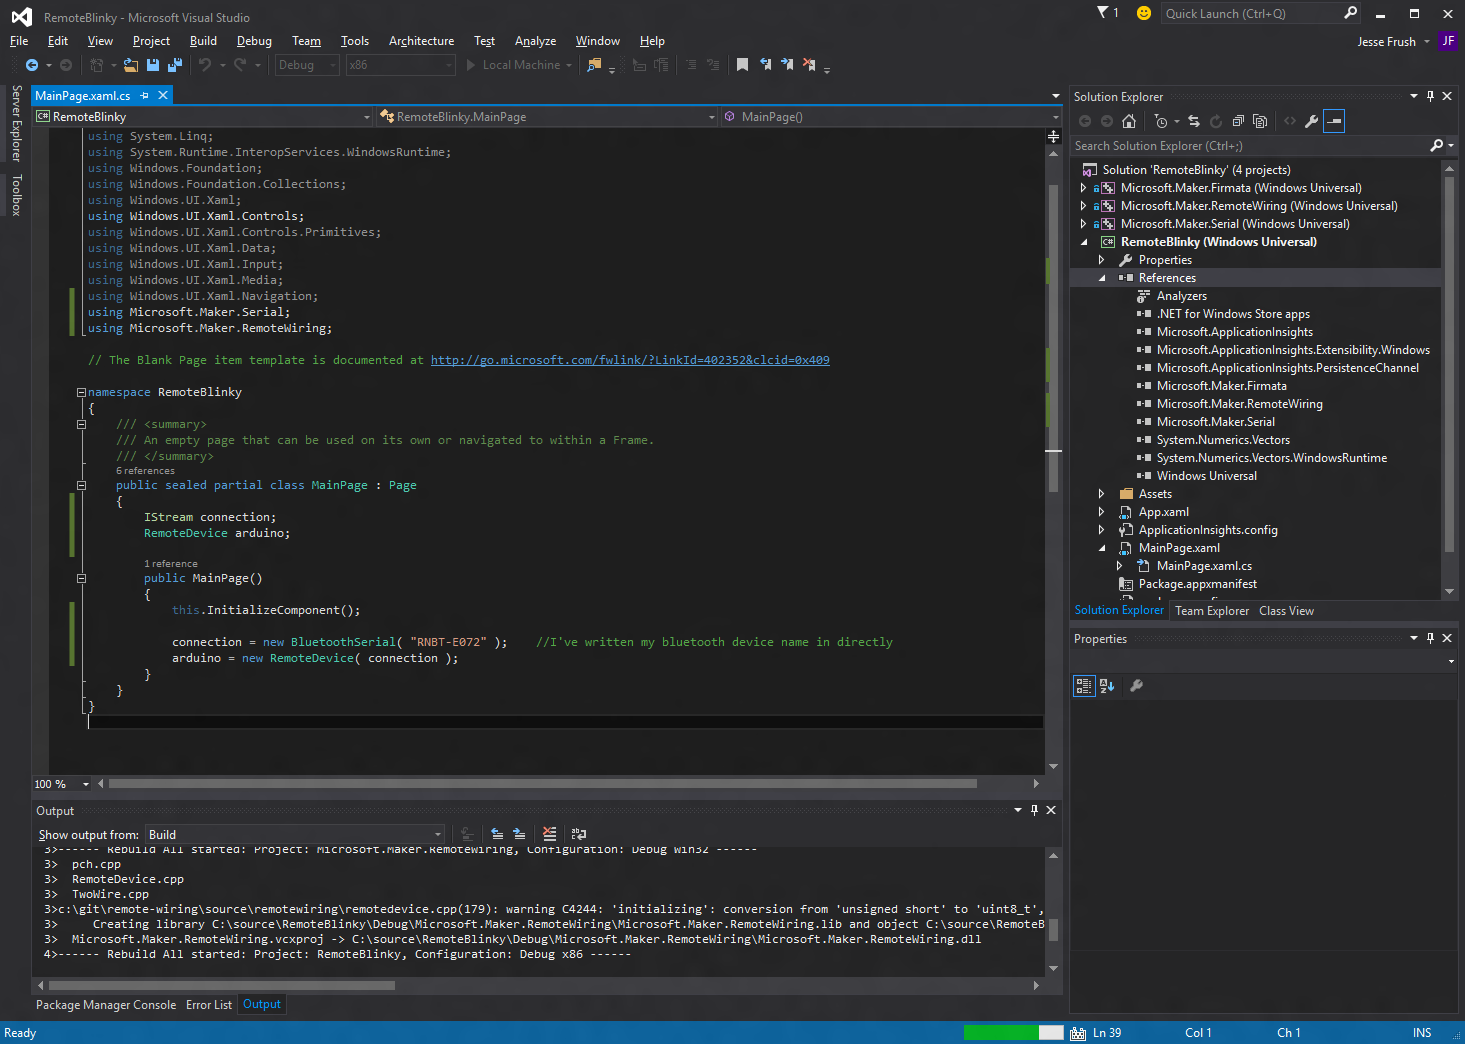 RemoteBlinky - Microsoft Visual Studio
1
Quick Launch (Ctrl+Q)
File Edit View Project Build Debug Team Tools Architecture Test Analyze Window Help
Jesse Frush JF
Debug x86 Local Machine
Server Explorer
Toolbox
MainPage.xaml.cs
C# RemoteBlinky RemoteBlinky.MainPage MainPage()
using System.Linq;
using System.Runtime.InteropServices.WindowsRuntime;
using Windows.Foundation;
using Windows.Foundation.Collections;
using Windows.UI.Xaml;
using Windows.UI.Xaml.Controls;
using Windows.UI.Xaml.Controls.Primitives;
using Windows.UI.Xaml.Data;
using Windows.UI.Xaml.Input;
using Windows.UI.Xaml.Media;
using Windows.UI.Xaml.Navigation;
using Microsoft.Maker.Serial;
using Microsoft.Maker.RemoteWiring;
// The Blank Page item template is documented at http://go.microsoft.com/fwlink/?LinkId=402352&clcid=0x409
namespace RemoteBlinky
{
/// <summary>
/// An empty page that can be used on its own or navigated to within a Frame.
/// </summary>
6 references
public sealed partial class MainPage : Page
{
IStream connection;
RemoteDevice arduino;
1 reference
public MainPage()
{
this.InitializeComponent();
connection = new BluetoothSerial( "RNBT-E072" ); //I've written my bluetooth device name in directly
arduino = new RemoteDevice( connection );
}
}
}
100 %
Output
Show output from: Build
3>------ Rebuild All started: Project: Microsoft.Maker.RemoteWiring, Configuration: Debug Win32 ------
3> pch.cpp
3> RemoteDevice.cpp
3> TwoWire.cpp
3>c:\git\remote-wiring\source\remotewiring\remotedevice.cpp(179): warning C4244: 'initializing': conversion from 'unsigned short' to 'uint8_t',
3> Creating library C:\source\RemoteBlinky\Debug\Microsoft.Maker.RemoteWiring\Microsoft.Maker.RemoteWiring.lib and object C:\source\RemoteB
3> Microsoft.Maker.RemoteWiring.vcxproj -> C:\source\RemoteBlinky\Debug\Microsoft.Maker.RemoteWiring\Microsoft.Maker.RemoteWiring.dll
4>------ Rebuild All started: Project: RemoteBlinky, Configuration: Debug x86 ------
Package Manager Console Error List Output
Solution Explorer
Search Solution Explorer (Ctrl+;)
Solution 'RemoteBlinky' (4 projects)
Microsoft.Maker.Firmata (Windows Universal)
Microsoft.Maker.RemoteWiring (Windows Universal)
Microsoft.Maker.Serial (Windows Universal)
C# RemoteBlinky (Windows Universal)
Properties
References
Analyzers
.NET for Windows Store apps
Microsoft.ApplicationInsights
Microsoft.ApplicationInsights.Extensibility.Windows
Microsoft.ApplicationInsights.PersistenceChannel
Microsoft.Maker.Firmata
Microsoft.Maker.RemoteWiring
Microsoft.Maker.Serial
System.Numerics.Vectors
System.Numerics.Vectors.WindowsRuntime
Windows Universal
Assets
App.xaml
ApplicationInsights.config
MainPage.xaml
MainPage.xaml.cs
Package.appxmanifest
Solution Explorer Team Explorer Class View
Properties
Ready
Ln 39 Col 1 Ch 1 INS